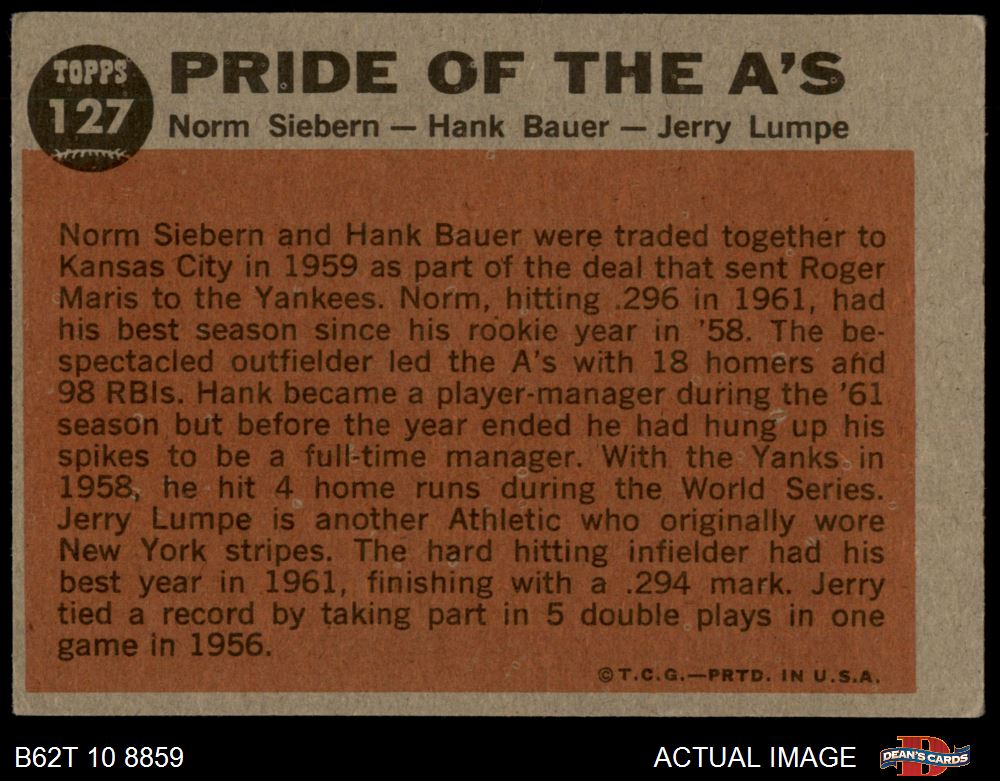 TOPPS
127
PRIDE OF THE A'S
Norm Siebern — Hank Bauer — Jerry Lumpe
Norm Siebern and Hank Bauer were traded together to
Kansas City in 1959 as part of the deal that sent Roger
Maris to the Yankees. Norm, hitting .296 in 1961, had
his best season since his rookie year in '58. The be-
spectacled outfielder led the A's with 18 homers and
98 RBIs. Hank became a player-manager during the '61
season but before the year ended he had hung up his
spikes to be a full-time manager. With the Yanks in
1958, he hit 4 home runs during the World Series.
Jerry Lumpe is another Athletic who originally wore
New York stripes. The hard hitting infielder had his
best year in 1961, finishing with a .294 mark. Jerry
tied a record by taking part in 5 double plays in one
game in 1956.
©T.C.G.—PRTD. IN U.S.A.
B62T 10 8859
ACTUAL IMAGE
DEAN'S CARDS